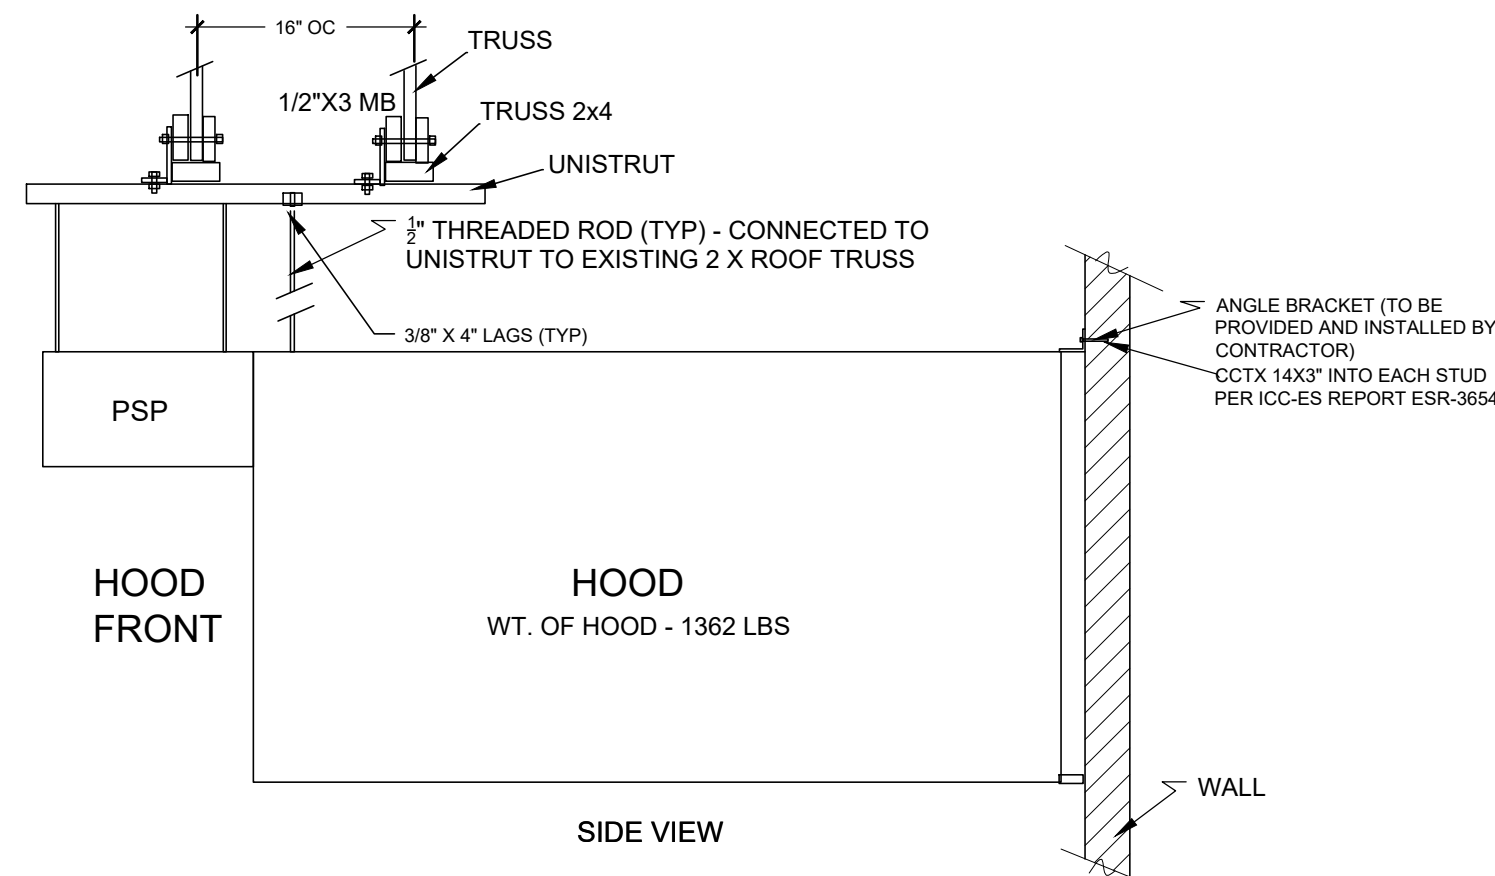 16" OC
TRUSS
1/2"X3 MB
TRUSS 2x4
UNISTRUT
1/2" THREADED ROD (TYP) - CONNECTED TO
UNISTRUT TO EXISTING 2 X ROOF TRUSS
3/8" X 4" LAGS (TYP)
ANGLE BRACKET (TO BE
PROVIDED AND INSTALLED BY
CONTRACTOR)
CCTX 14X3" INTO EACH STUD
PER ICC-ES REPORT ESR-3654
PSP
HOOD
FRONT
HOOD
WT. OF HOOD - 1362 LBS
WALL
SIDE VIEW